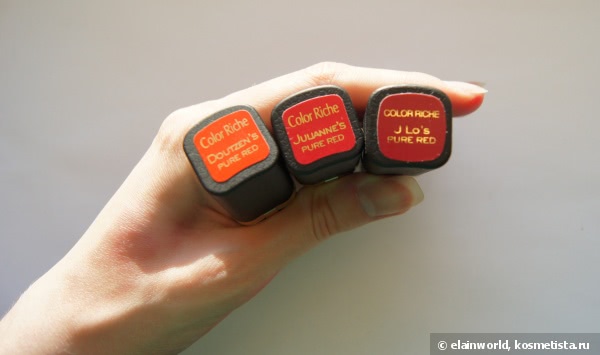 Color Riche
DOUTZEN'S
PURE RED
Color Riche
JULIANNE'S
PURE RED
COLOR RICHE
J LO'S
PURE RED
© elainworld, kosmetista.ru